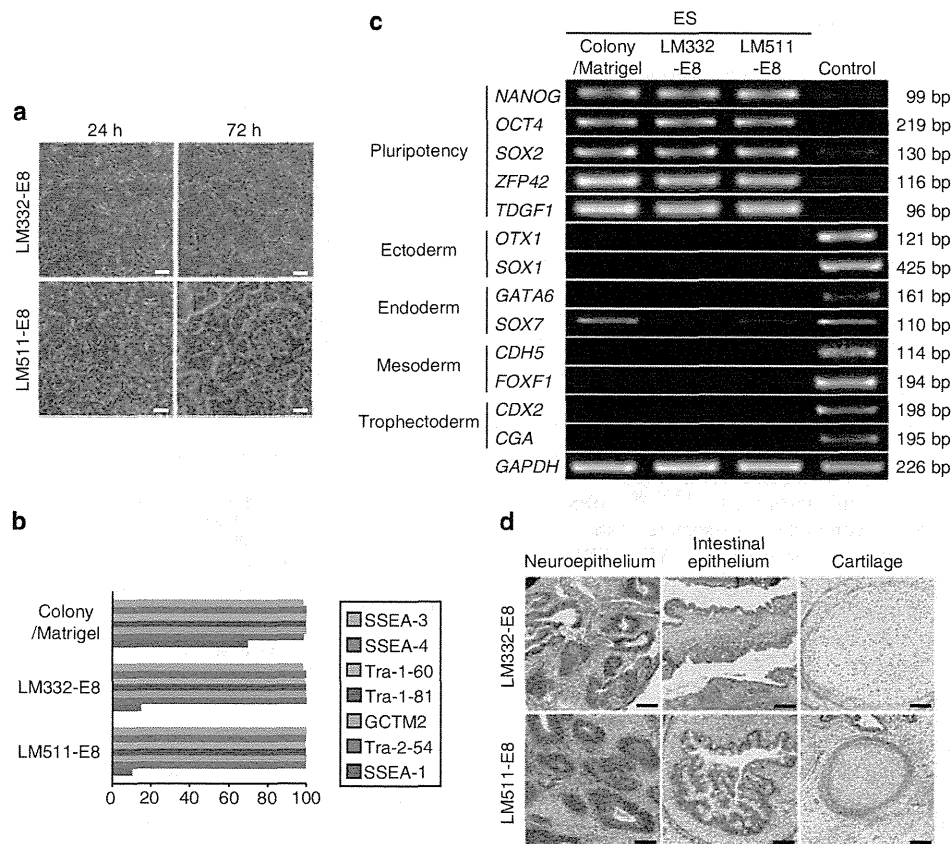 a
24 h 72 h
LM332-E8
LM511-E8
b
Colony
/Matrigel
LM332-E8
LM511-E8
0 20 40 60 80 100
SSEA-3
SSEA-4
Tra-1-60
Tra-1-81
GCTM2
Tra-2-54
SSEA-1
c
ES
Colony
/Matrigel
LM332
-E8
LM511
-E8
Control
Pluripotency
NANOG 99 bp
OCT4 219 bp
SOX2 130 bp
ZFP42 116 bp
TDGF1 96 bp
Ectoderm
OTX1 121 bp
SOX1 425 bp
Endoderm
GATA6 161 bp
SOX7 110 bp
Mesoderm
CDH5 114 bp
FOXF1 194 bp
Trophectoderm
CDX2 198 bp
CGA 195 bp
GAPDH 226 bp
d
Neuroepithelium
Intestinal
epithelium
Cartilage
LM332-E8
LM511-E8